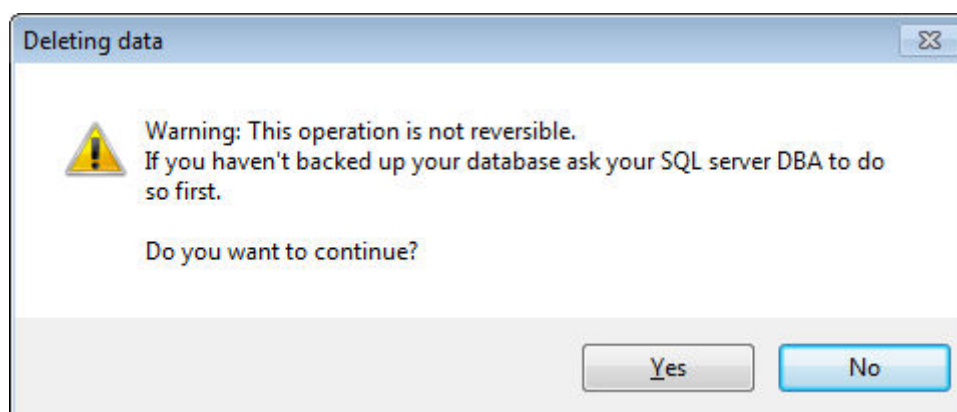 Deleting data
Warning: This operation is not reversible.
If you haven't backed up your database ask your SQL server DBA to do
so first.
Do you want to continue?
Yes
No